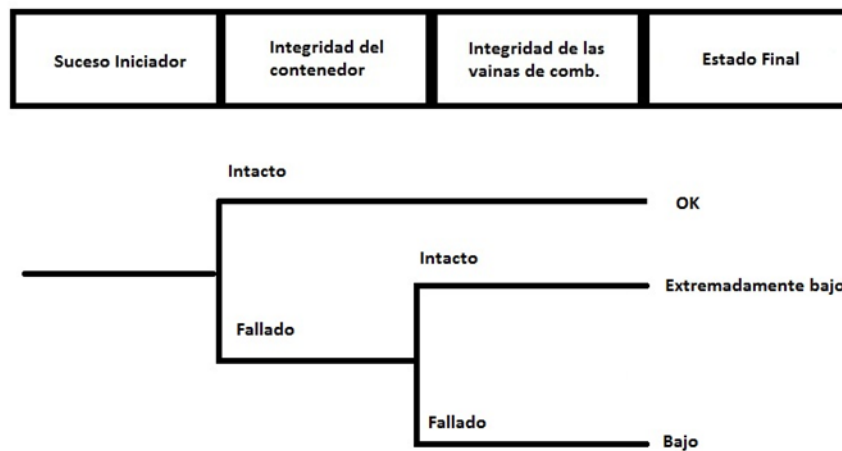 Suceso Iniciador
Integridad del
contenedor
Integridad de las
vainas de comb.
Estado Final
Intacto
OK
Intacto
Extremadamente bajo
Fallado
Fallado
Bajo